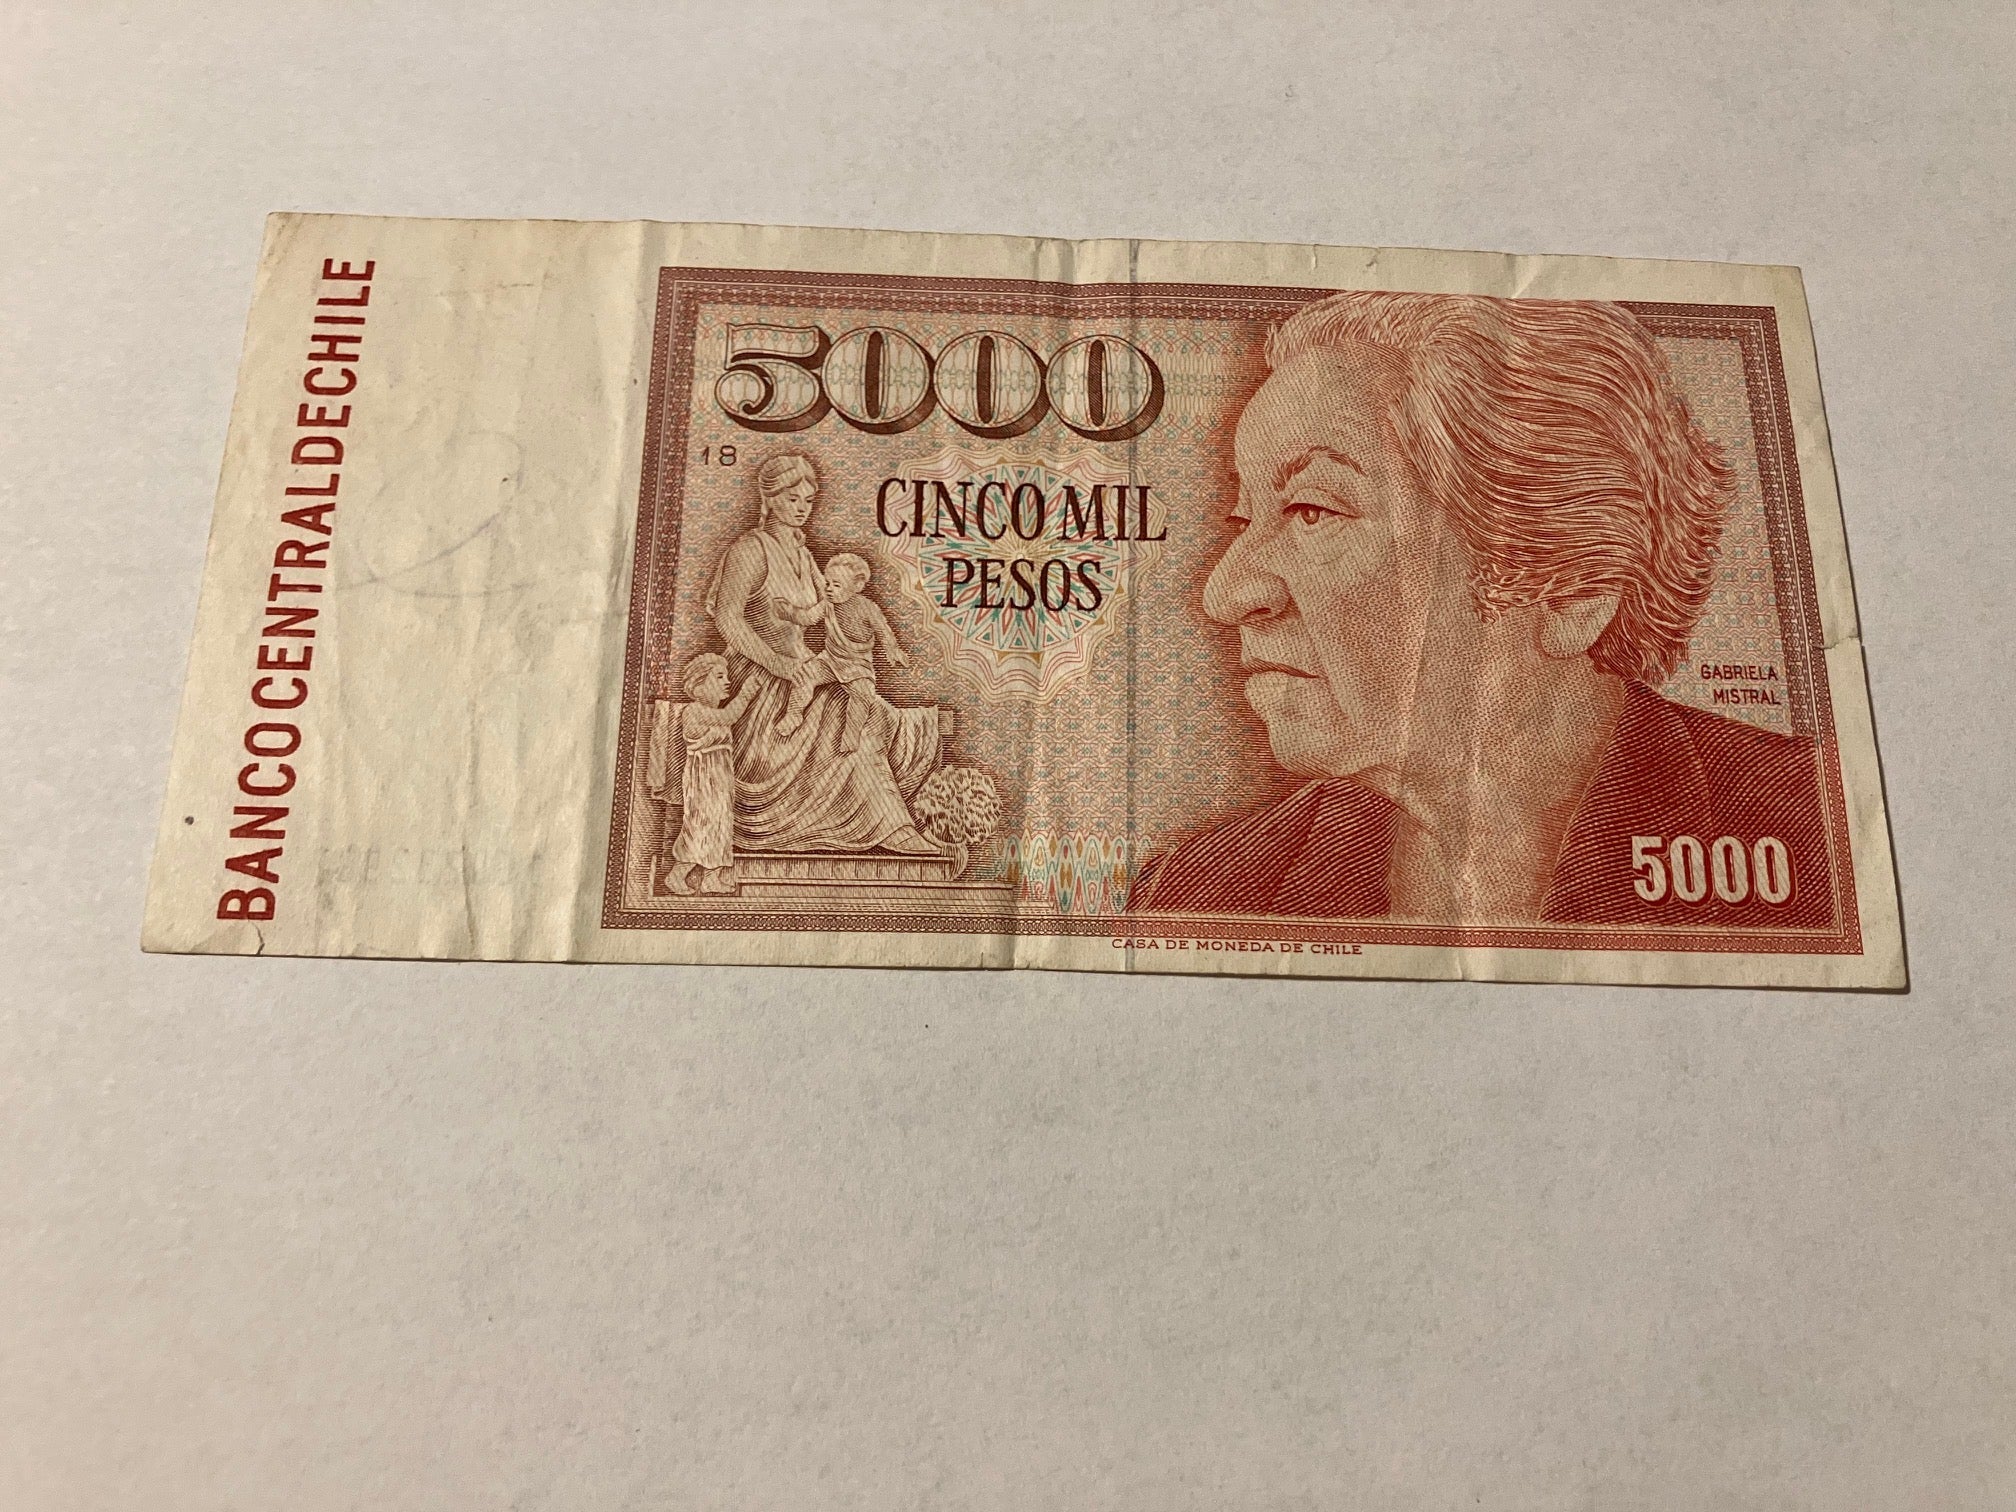 BANCO CENTRAL DE CHILE
5000
18
CINCO MIL
PESOS
GABRIELA
MISTRAL
5000
CASA DE MONEDA DE CHILE